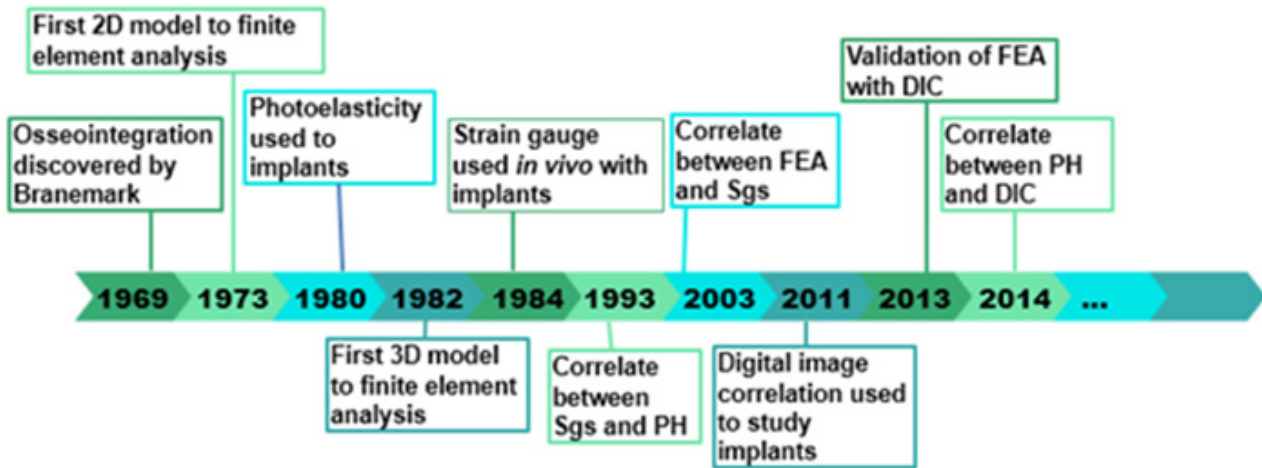 First 2D model to finite
element analysis
Osseointegration
discovered by
Branemark
Photoelasticity
used to
implants
Strain gauge
used in vivo with
implants
Correlate
between FEA
and Sgs
Validation of FEA
with DIC
Correlate
between PH
and DIC
1969 1973 1980 1982 1984 1993 2003 2011 2013 2014 ...
First 3D model
to finite element
analysis
Correlate
between
Sgs and PH
Digital image
correlation used
to study
implants